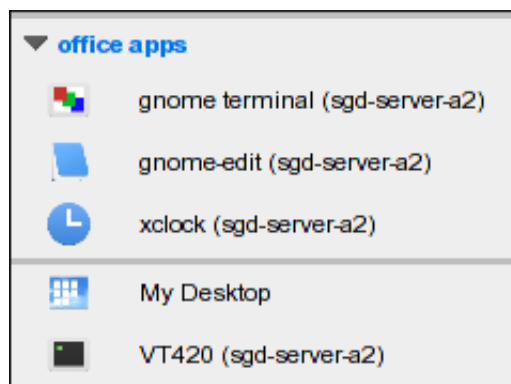 office apps
gnome terminal (sgd-server-a2)
gnome-edit (sgd-server-a2)
xclock (sgd-server-a2)
My Desktop
VT420 (sgd-server-a2)